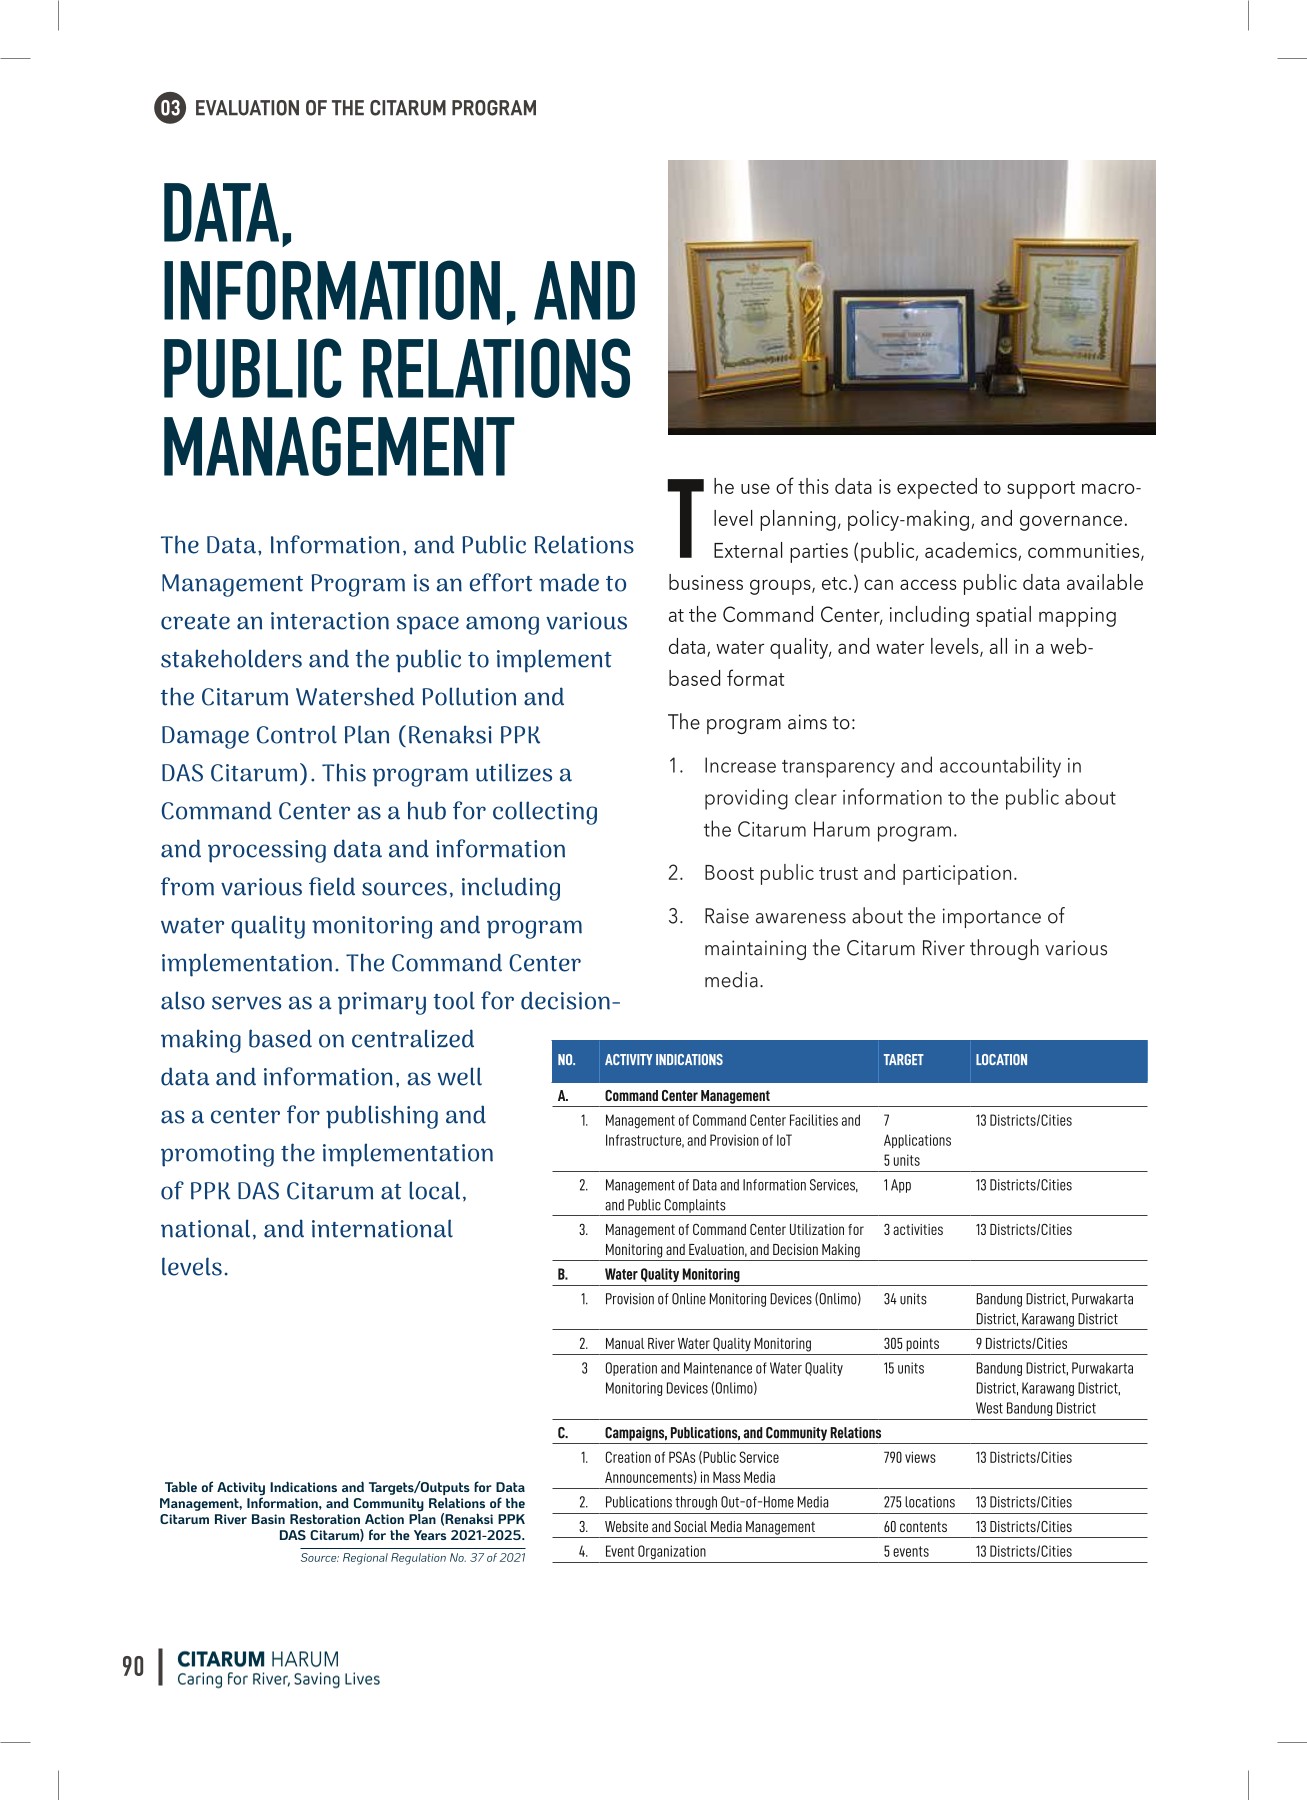 03 EVALUATION OF THE CITARUM PROGRAM
DATA,
INFORMATION, AND
PUBLIC RELATIONS
MANAGEMENT
The Data, Information, and Public Relations
Management Program is an effort made to
create an interaction space among various
stakeholders and the public to implement
the Citarum Watershed Pollution and
Damage Control Plan (Renaksi PPK
DAS Citarum). This program utilizes a
Command Center as a hub for collecting
and processing data and information
from various field sources, including
water quality monitoring and program
implementation. The Command Center
also serves as a primary tool for decision-
making based on centralized
data and information, as well
as a center for publishing and
promoting the implementation
of PPK DAS Citarum at local,
national, and international
levels.
The use of this data is expected to support macro-
level planning, policy-making, and governance.
External parties (public, academics, communities,
business groups, etc.) can access public data available
at the Command Center, including spatial mapping
data, water quality, and water levels, all in a web-
based format
The program aims to:
1. Increase transparency and accountability in
providing clear information to the public about
the Citarum Harum program.
2. Boost public trust and participation.
3. Raise awareness about the importance of
maintaining the Citarum River through various
media.
NO. ACTIVITY INDICATIONS TARGET LOCATION
A. Command Center Management
1. Management of Command Center Facilities and 7 13 Districts/Cities
Infrastructure, and Provision of IoT Applications
5 units
2. Management of Data and Information Services, 1 App 13 Districts/Cities
and Public Complaints
3. Management of Command Center Utilization for 3 activities 13 Districts/Cities
Monitoring and Evaluation, and Decision Making
B. Water Quality Monitoring
1. Provision of Online Monitoring Devices (Onlimo) 34 units Bandung District, Purwakarta
District, Karawang District
2. Manual River Water Quality Monitoring 305 points 9 Districts/Cities
3 Operation and Maintenance of Water Quality 15 units Bandung District, Purwakarta
Monitoring Devices (Onlimo) District, Karawang District,
West Bandung District
C. Campaigns, Publications, and Community Relations
1. Creation of PSAs (Public Service 790 views 13 Districts/Cities
Announcements) in Mass Media
2. Publications through Out-of-Home Media 275 locations 13 Districts/Cities
3. Website and Social Media Management 60 contents 13 Districts/Cities
4. Event Organization 5 events 13 Districts/Cities
Table of Activity Indications and Targets/Outputs for Data
Management, Information, and Community Relations of the
Citarum River Basin Restoration Action Plan (Renaksi PPK
DAS Citarum) for the Years 2021-2025.
Source: Regional Regulation No. 37 of 2021
90 CITARUM HARUM
Caring for River, Saving Lives